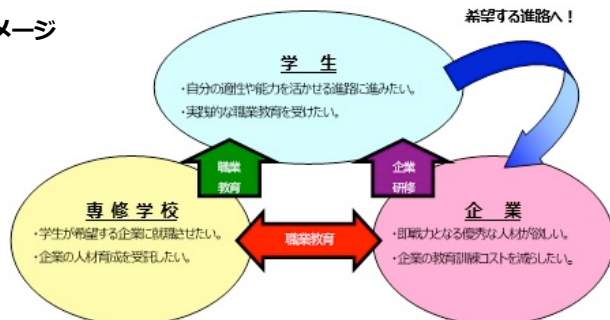 メージ
希望する進路へ！
学 生
・自分の適性や能力を活かせる進路に進みたい。
・実践的な職業教育を受けたい。
職業
教育
企業
研修
専 修 学 校
・学生が希望する企業に就職させたい。
・企業の人材育成を受託したい。
職業教育
企 業
・即戦力となる優秀な人材が欲しい。
・企業の教育訓練コストを減らしたい。